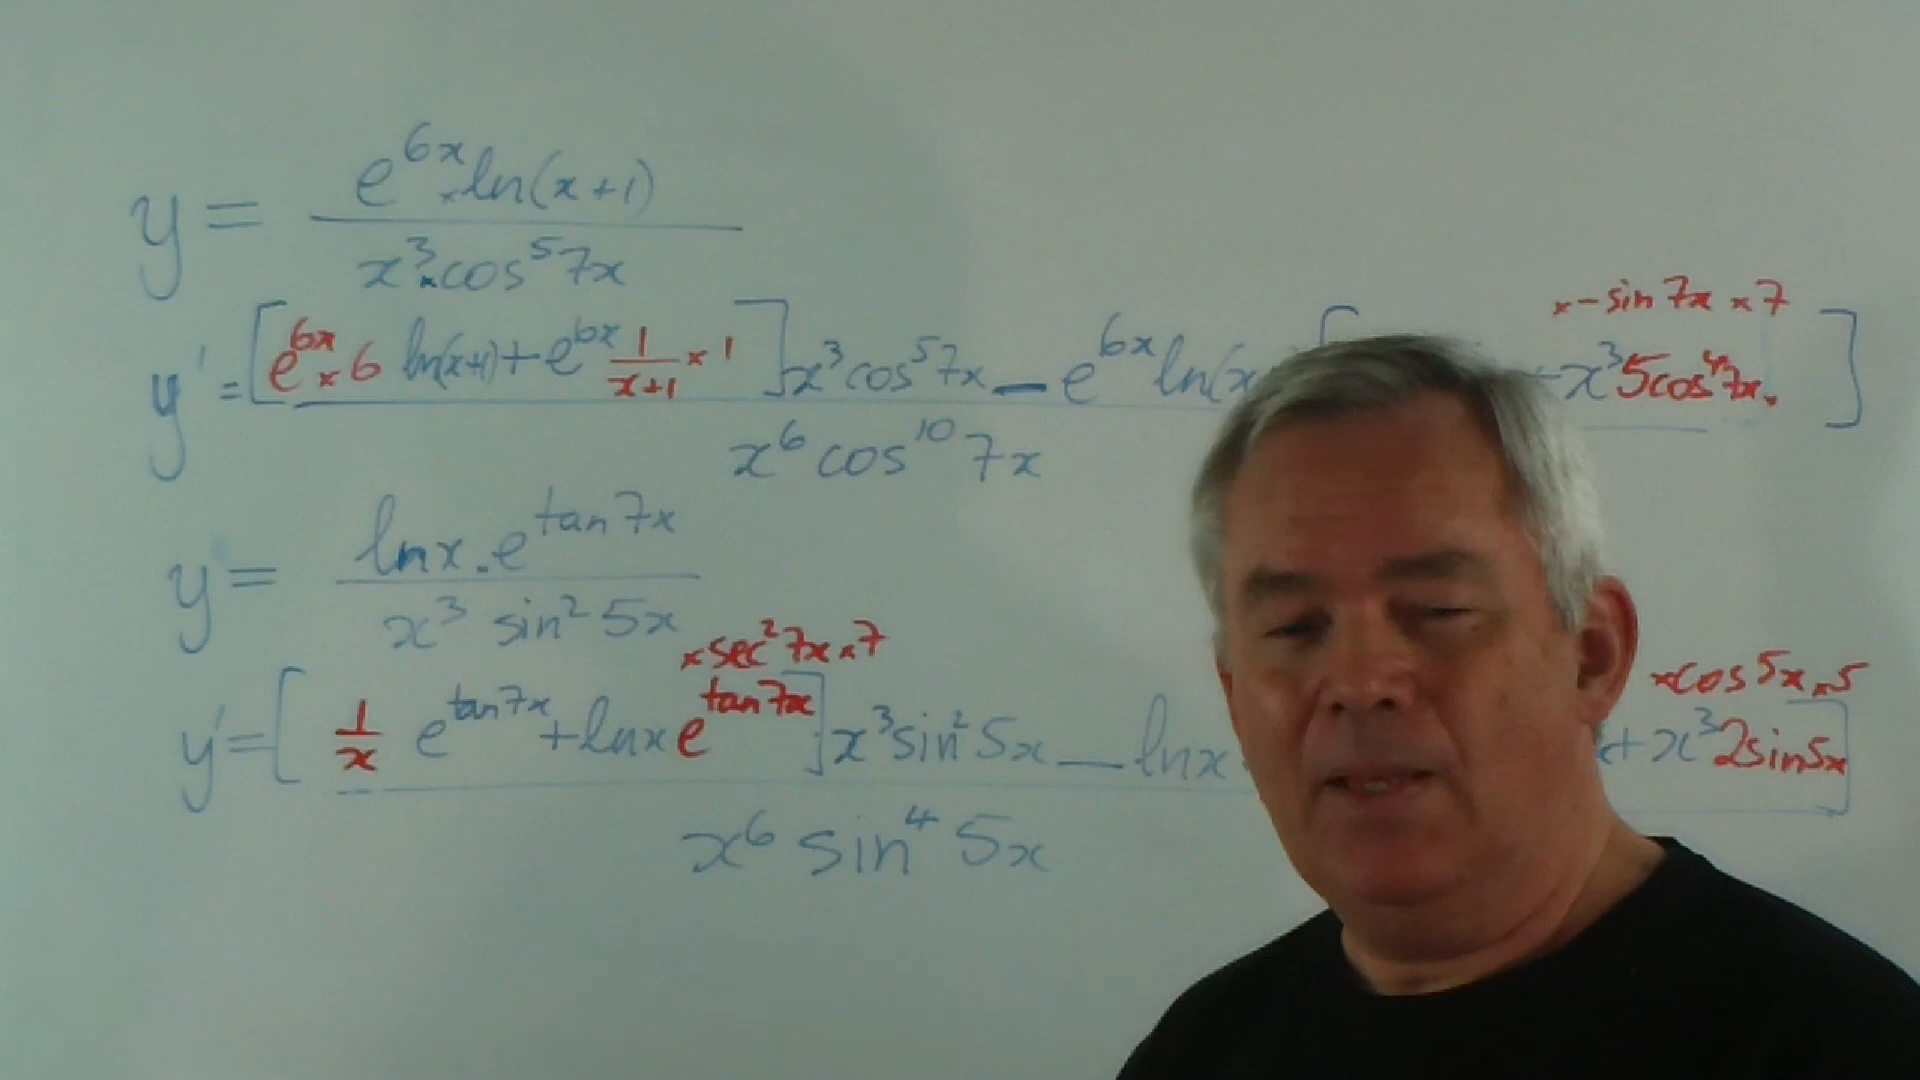 y = e^6x . ln(x+1) / x^3 . cos^5 7x
× -sin 7x × 7
y' = [e^6x × 6 ln(x+1) + e^6x 1/x+1 × 1] x^3 cos^5 7x - e^6x ln(x [ + x^3 5cos^4 7x . ]
x^6 cos^10 7x
y = ln x . e^tan 7x / x^3 sin^2 5x
× sec^2 7x × 7 × cos 5x × 5
y' = [1/x e^tan 7x + ln x e^tan 7x] x^3 sin^2 5x - ln x + x^3 2 sin 5x]
x^6 sin^4 5x